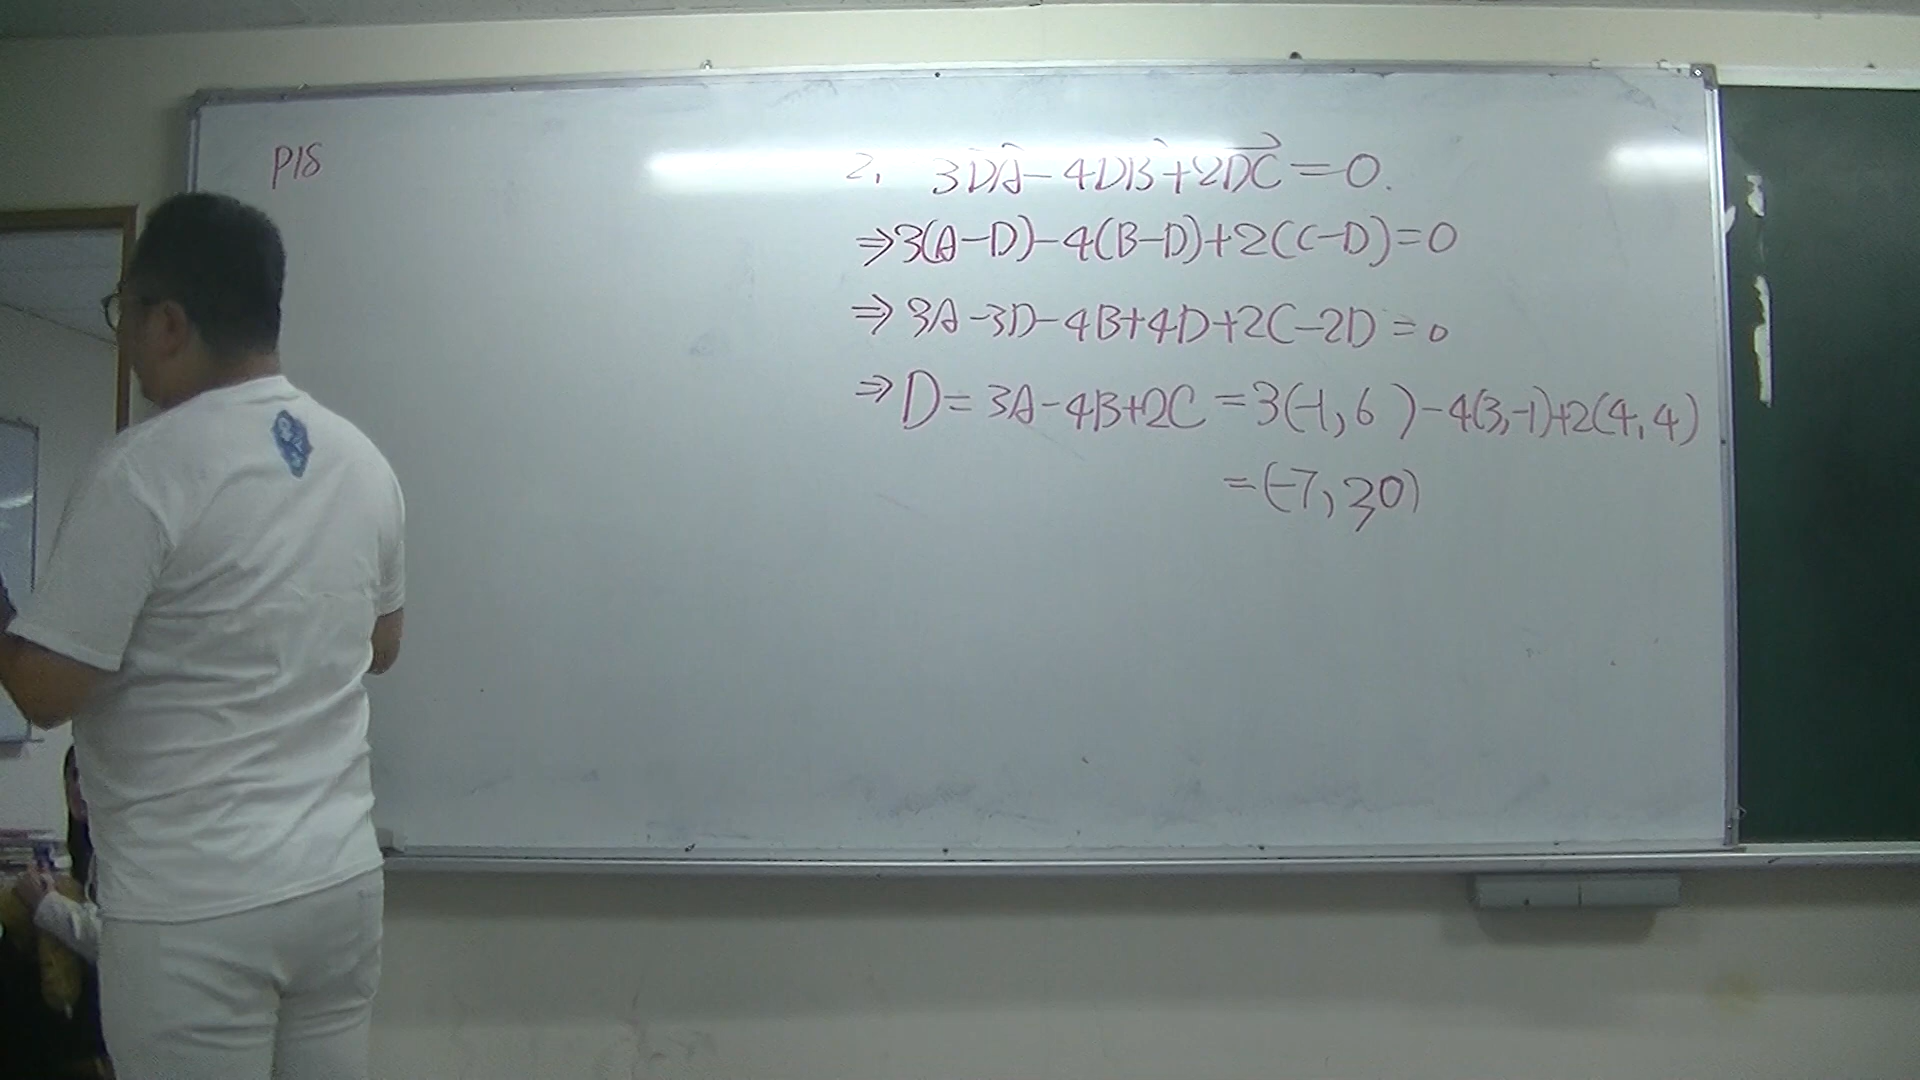 P18
2. 3DA - 4DB + 2DC = 0.
⇒ 3(A-D) - 4(B-D) + 2(C-D) = 0
⇒ 3A - 3D - 4B + 4D + 2C - 2D = 0
⇒ D = 3A - 4B + 2C = 3(-1, 6) - 4(3, -1) + 2(4, 4)
= (-7, 30)